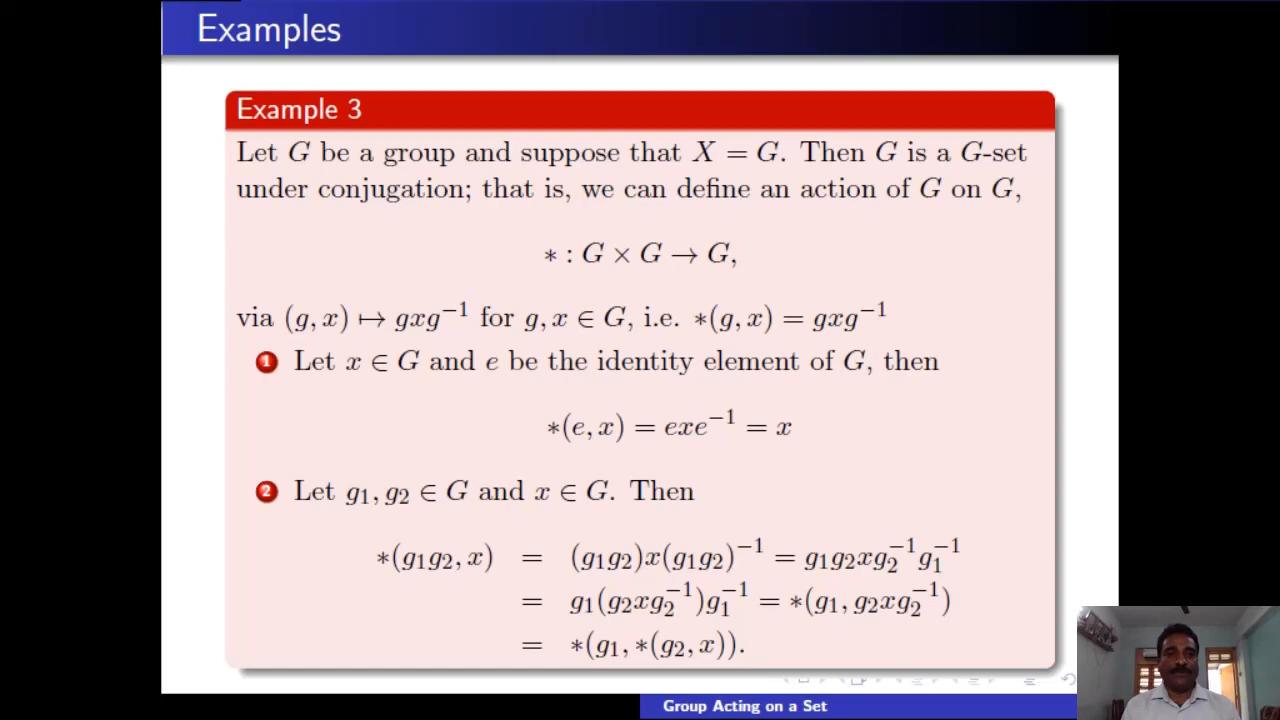 Examples
Example 3
Let G be a group and suppose that X = G. Then G is a G-set
under conjugation; that is, we can define an action of G on G,
∗ : G × G → G,
via (g, x) ↦ gxg⁻¹ for g, x ∈ G, i.e. ∗(g, x) = gxg⁻¹
1 Let x ∈ G and e be the identity element of G, then
∗(e, x) = exe⁻¹ = x
2 Let g₁, g₂ ∈ G and x ∈ G. Then
∗(g₁g₂, x) = (g₁g₂)x(g₁g₂)⁻¹ = g₁g₂xg₂⁻¹g₁⁻¹
= g₁(g₂xg₂⁻¹)g₁⁻¹ = ∗(g₁, g₂xg₂⁻¹)
= ∗(g₁, ∗(g₂, x)).
Group Acting on a Set